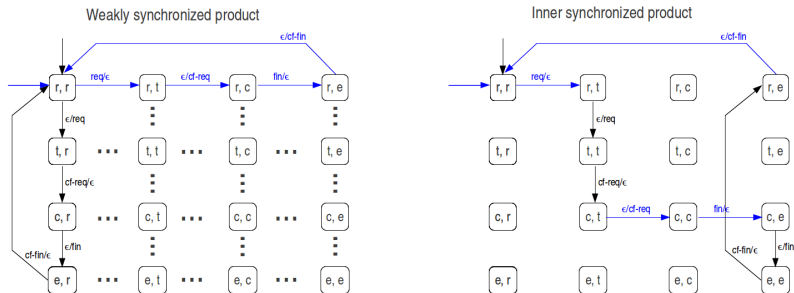 Weakly synchronized product
Inner synchronized product
ϵ/cf-fin
ϵ/cf-fin
r, r req/ϵ r, t ϵ/cf-req r, c fin/ϵ r, e
r, r req/ϵ r, t r, c r, e
ϵ/req
ϵ/req
t, r t, t t, c t, e
t, r t, t t, c t, e
cf-req/ϵ
cf-req/ϵ
c, r c, t c, c c, e
c, r c, t ϵ/cf-req c, c fin/ϵ c, e
cf-fin/ϵ ϵ/fin
cf-fin/ϵ ϵ/fin
e, r e, t e, c e, e
e, r e, t e, c e, e